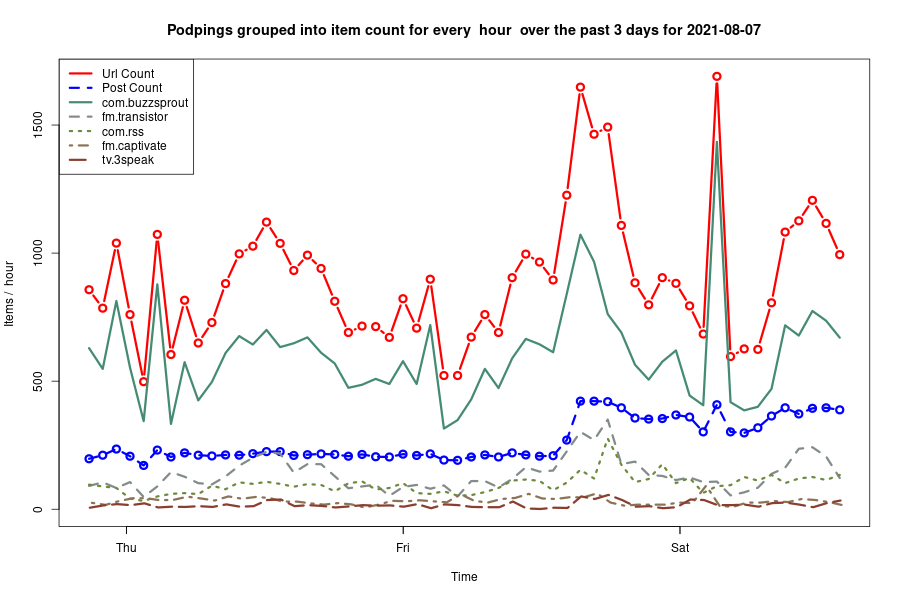 Podpings grouped into item count for every  hour  over the past 3 days for 2021-08-07
Url Count
Post Count
com.buzzsprout
fm.transistor
com.rss
fm.captivate
tv.3speak
1500
1000
500
0
Items /  hour
Thu
Fri
Sat
Time